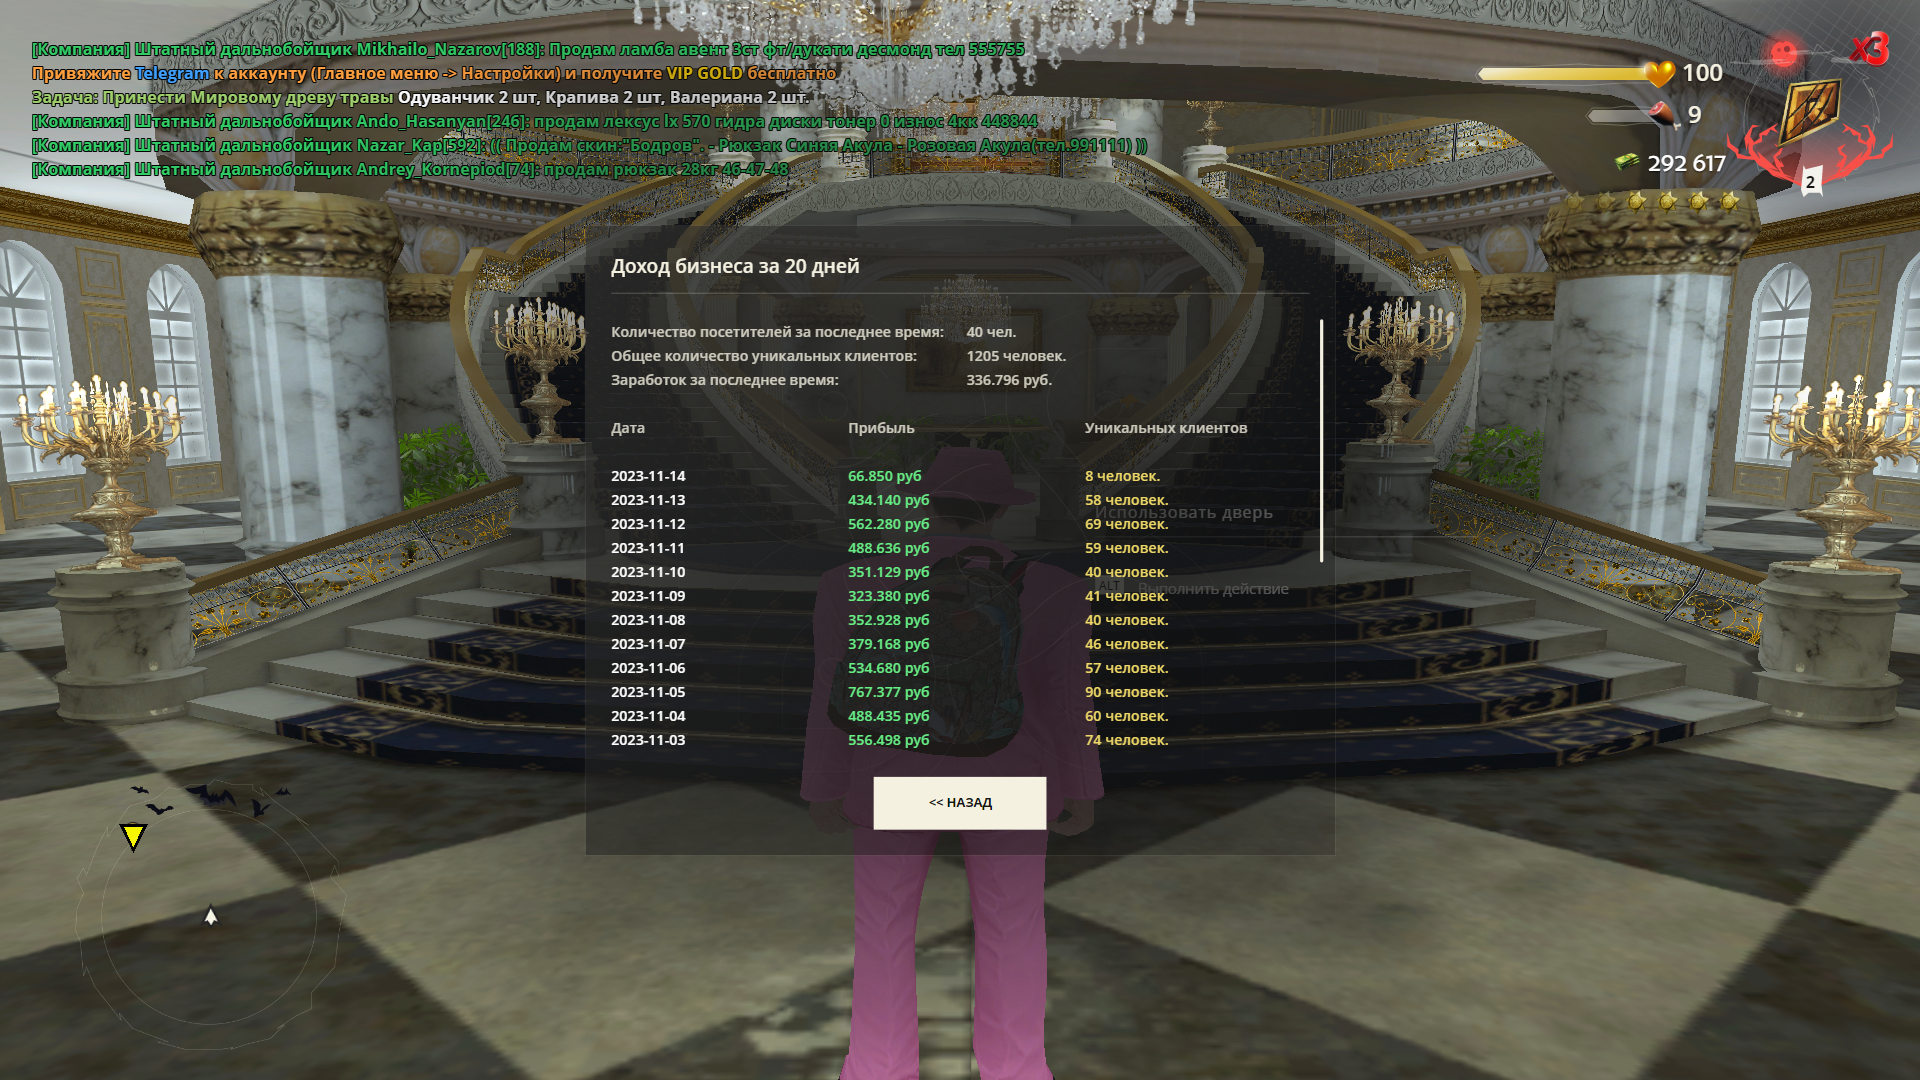 [Компания] Штатный дальнобойщик Mikhailo_Nazarov[188]: Продам ламба авент 3ст фт/дукати десмонд тел 555755
Привяжите Telegram к аккаунту (Главное меню -> Настройки) и получите VIP GOLD бесплатно
Задача: Принести Мировому древу травы Одуванчик 2 шт, Крапива 2 шт, Валериана 2 шт.
[Компания] Штатный дальнобойщик Ando_Hasanyan[246]: продам лексус lx 570 гидра диски тонер 0 износ 4кк 448844
[Компания] Штатный дальнобойщик Nazar_Kap[592]: (( Продам скин:"Бодров". - Рюкзак Синяя Акула - Розовая Акула(тел.991111) ))
[Компания] Штатный дальнобойщик Andrey_Kornepiod[74]: продам рюкзак 28кг 46-47-48
x3
100
9
292 617
2
Доход бизнеса за 20 дней
Количество посетителей за последнее время: 40 чел.
Общее количество уникальных клиентов: 1205 человек.
Заработок за последнее время: 336.796 руб.
Дата Прибыль Уникальных клиентов
2023-11-14 66.850 руб 8 человек.
2023-11-13 434.140 руб 58 человек.
Использовать дверь
2023-11-12 562.280 руб 69 человек.
2023-11-11 488.636 руб 59 человек.
2023-11-10 351.129 руб 40 человек.
ALT Выполнить действие
2023-11-09 323.380 руб 41 человек.
2023-11-08 352.928 руб 40 человек.
2023-11-07 379.168 руб 46 человек.
2023-11-06 534.680 руб 57 человек.
2023-11-05 767.377 руб 90 человек.
2023-11-04 488.435 руб 60 человек.
2023-11-03 556.498 руб 74 человек.
<< НАЗАД